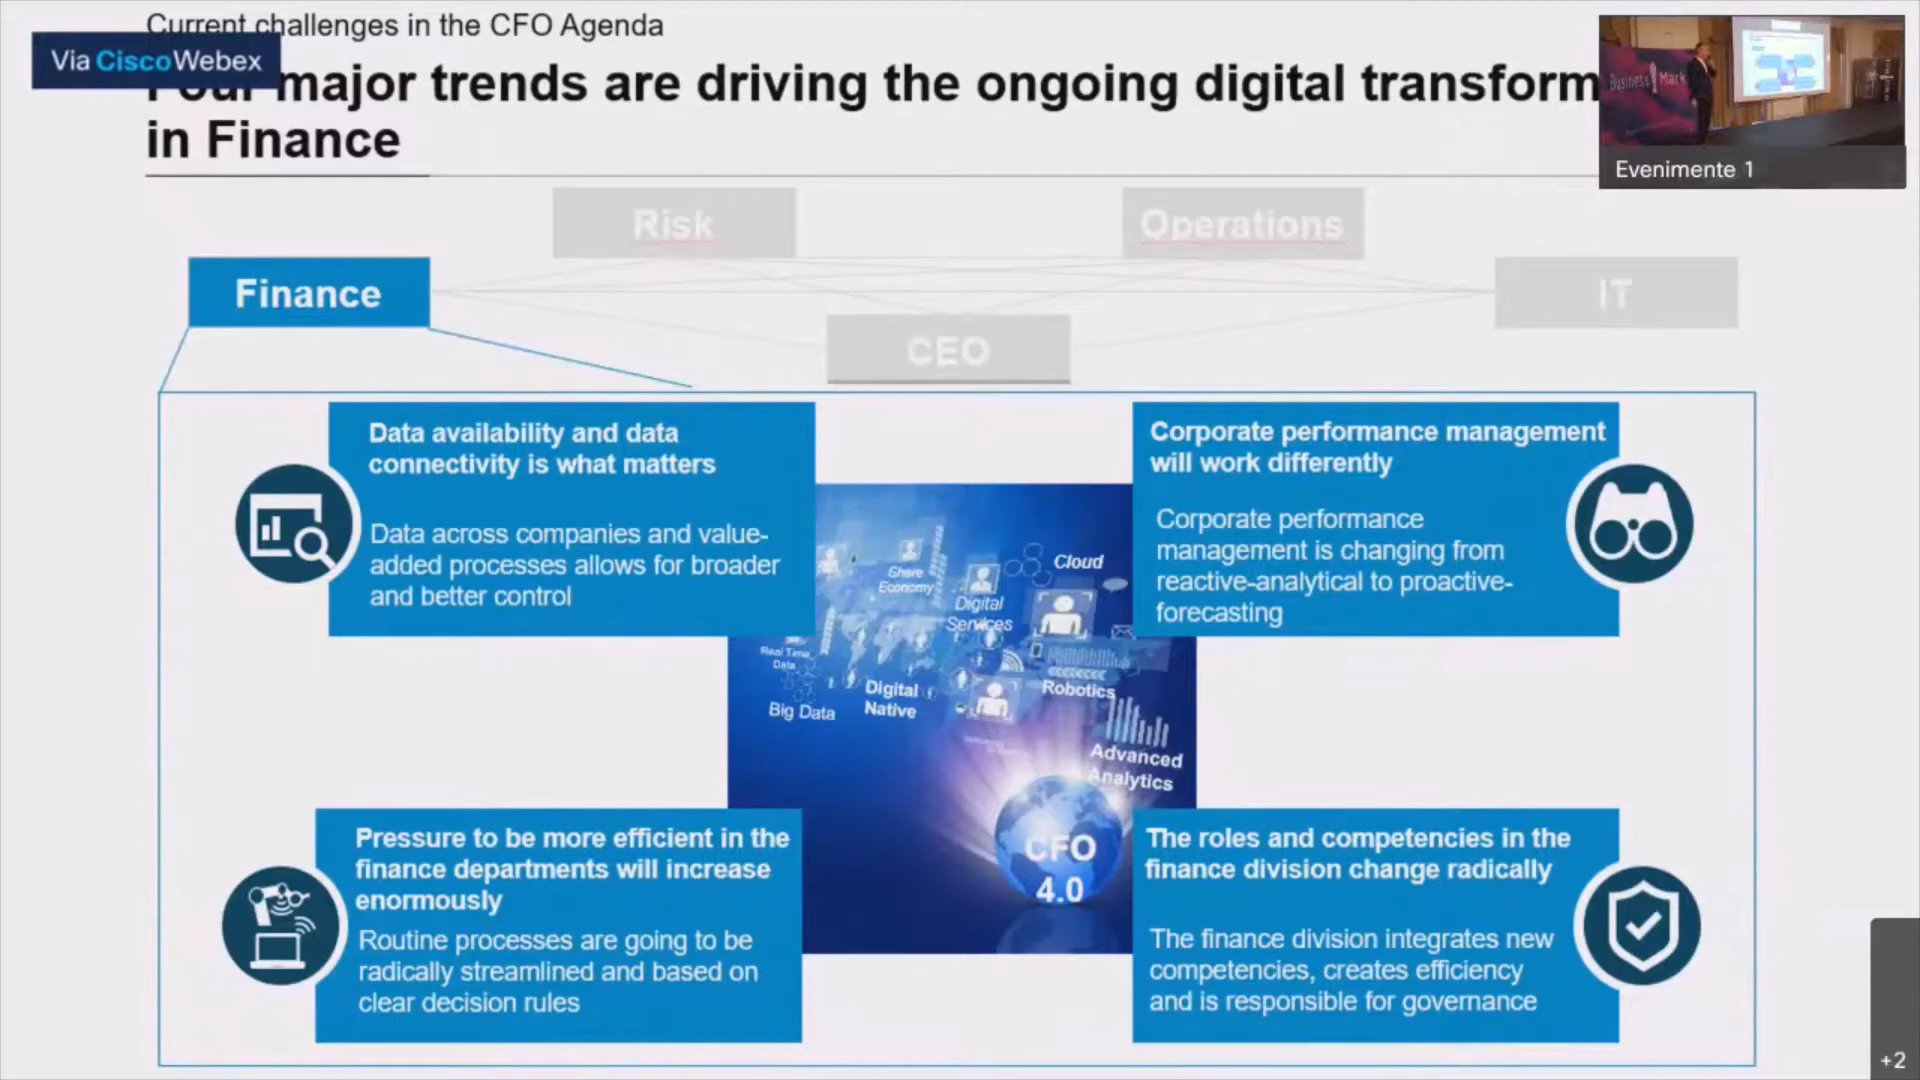 Current challenges in the CFO Agenda
Via CiscoWebex
Four major trends are driving the ongoing digital transform
in Finance
Business Mark
Evenimente 1
Risk
Operations
Finance
IT
CEO
Data availability and data
connectivity is what matters
Data across companies and value-
added processes allows for broader
and better control
Corporate performance management
will work differently
Corporate performance
management is changing from
reactive-analytical to proactive-
forecasting
Share
Economy
Cloud
Digital
Services
Real Time
Data
Digital
Native
Robotics
Big Data
Advanced
Analytics
CFO
4.0
Pressure to be more efficient in the
finance departments will increase
enormously
Routine processes are going to be
radically streamlined and based on
clear decision rules
The roles and competencies in the
finance division change radically
The finance division integrates new
competencies, creates efficiency
and is responsible for governance
+2